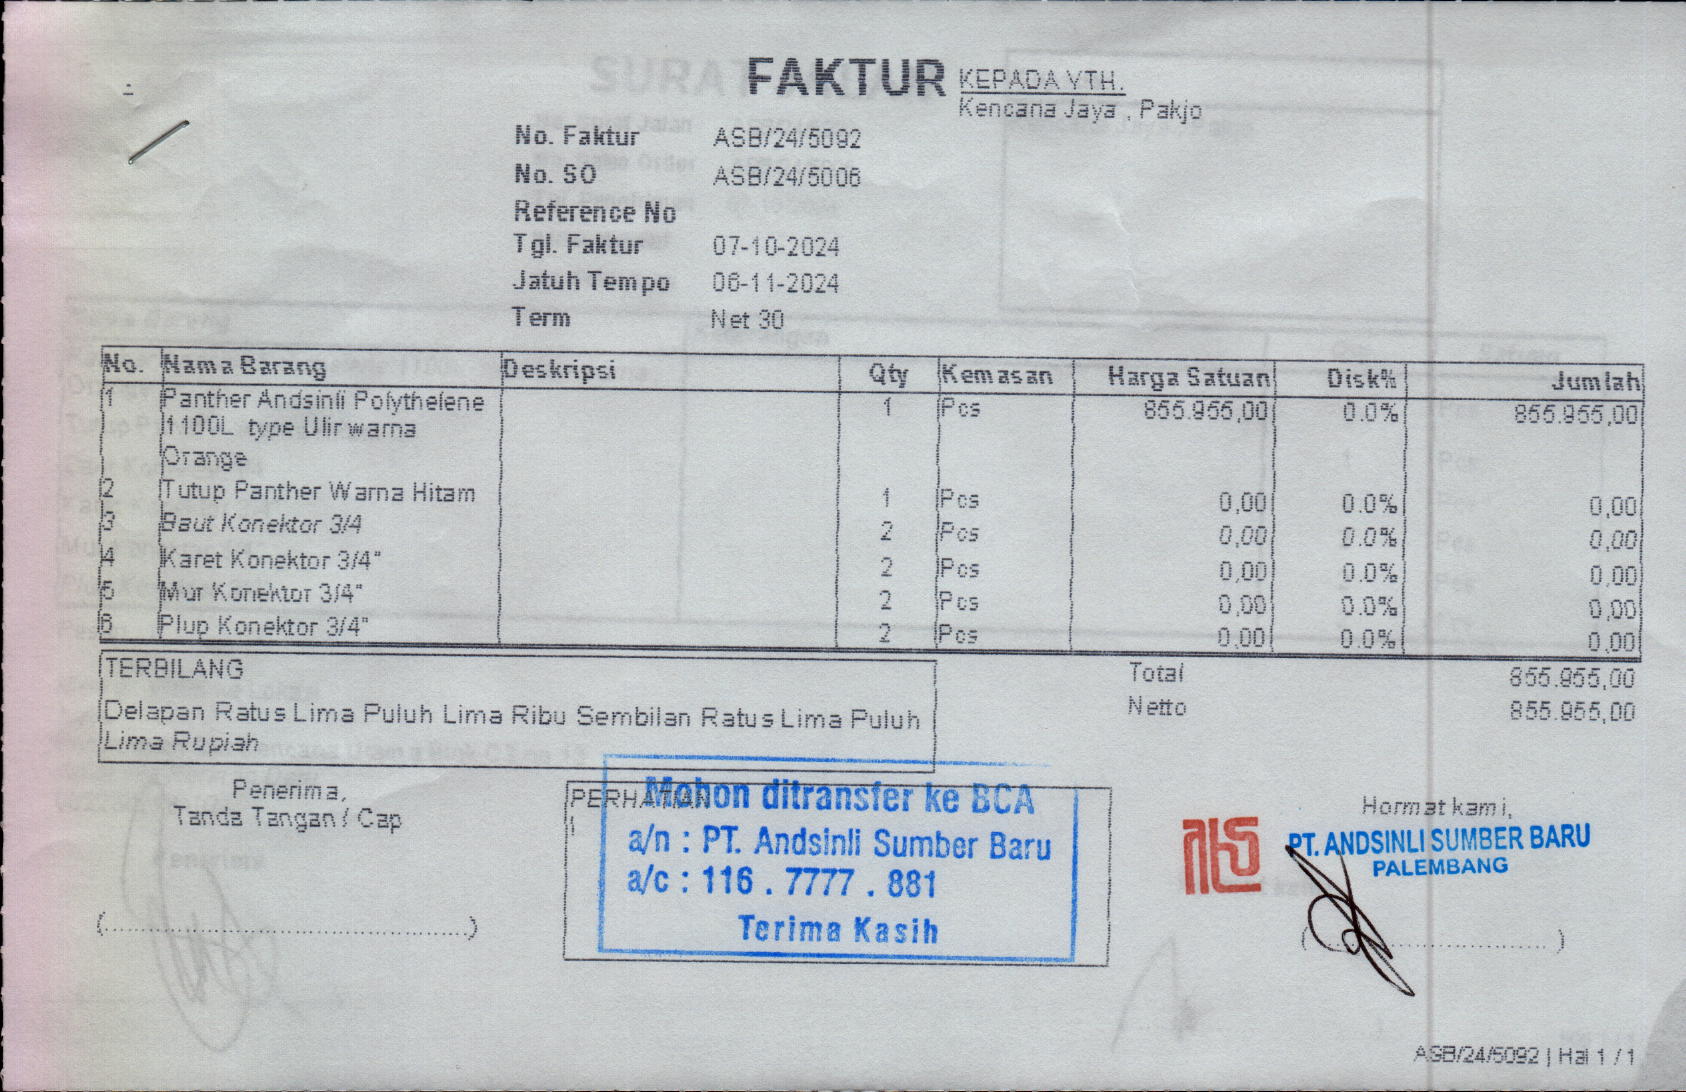 FAKTUR
KEPADA YTH.
Kencana Jaya , Pakjo
No. Faktur ASB/24/5092
No. SO ASB/24/5006
Reference No
Tgl. Faktur 07-10-2024
Jatuh Tempo 06-11-2024
Term Net 30
No. Nama Barang Deskripsi Qty Kemasan Harga Satuan Disk% Jumlah
1 Panther Andsinli Polythelene 1 Pcs 855.955,00 0.0% 855.955,00
1100L type Ulir warna
Orange
2 Tutup Panther Warna Hitam 1 Pcs 0,00 0.0% 0,00
3 Baut Konektor 3/4 2 Pcs 0,00 0.0% 0,00
4 Karet Konektor 3/4" 2 Pcs 0,00 0.0% 0,00
5 Mur Konektor 3/4" 2 Pcs 0,00 0.0% 0,00
6 Plup Konektor 3/4" 2 Pcs 0,00 0.0% 0,00
TERBILANG
Delapan Ratus Lima Puluh Lima Ribu Sembilan Ratus Lima Puluh
Lima Rupiah
Total 855.955,00
Netto 855.955,00
Penerima,
Tanda Tangan / Cap
(..............................................)
PERHATIAN
Mohon ditransfer ke BCA
a/n : PT. Andsinli Sumber Baru
a/c : 116 . 7777 . 881
Terima Kasih
Hormat kami,
PT. ANDSINLI SUMBER BARU
PALEMBANG
(..............................)
ASB/24/5092 | Hal 1 / 1